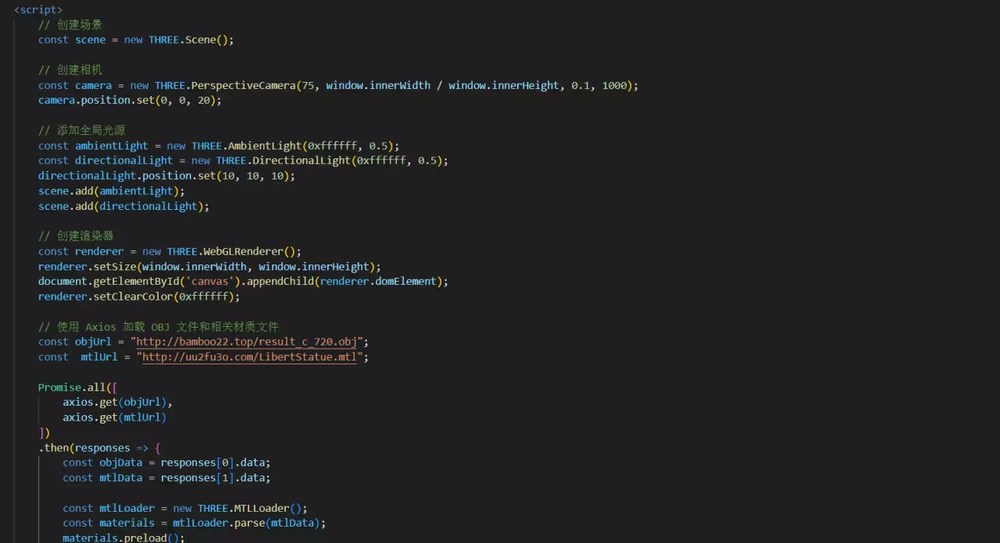 <script>
// 创建场景
const scene = new THREE.Scene();
// 创建相机
const camera = new THREE.PerspectiveCamera(75, window.innerWidth / window.innerHeight, 0.1, 1000);
camera.position.set(0, 0, 20);
// 添加全局光源
const ambientLight = new THREE.AmbientLight(0xffffff, 0.5);
const directionalLight = new THREE.DirectionalLight(0xffffff, 0.5);
directionalLight.position.set(10, 10, 10);
scene.add(ambientLight);
scene.add(directionalLight);
// 创建渲染器
const renderer = new THREE.WebGLRenderer();
renderer.setSize(window.innerWidth, window.innerHeight);
document.getElementById('canvas').appendChild(renderer.domElement);
renderer.setClearColor(0xffffff);
// 使用 Axios 加载 OBJ 文件和相关材质文件
const objUrl = "http://bamboo22.top/result_c_720.obj";
const  mtlUrl = "http://uu2fu3o.com/LibertStatue.mtl";
Promise.all([
axios.get(objUrl),
axios.get(mtlUrl)
])
.then(responses => {
const objData = responses[0].data;
const mtlData = responses[1].data;
const mtlLoader = new THREE.MTLLoader();
const materials = mtlLoader.parse(mtlData);
materials.preload();